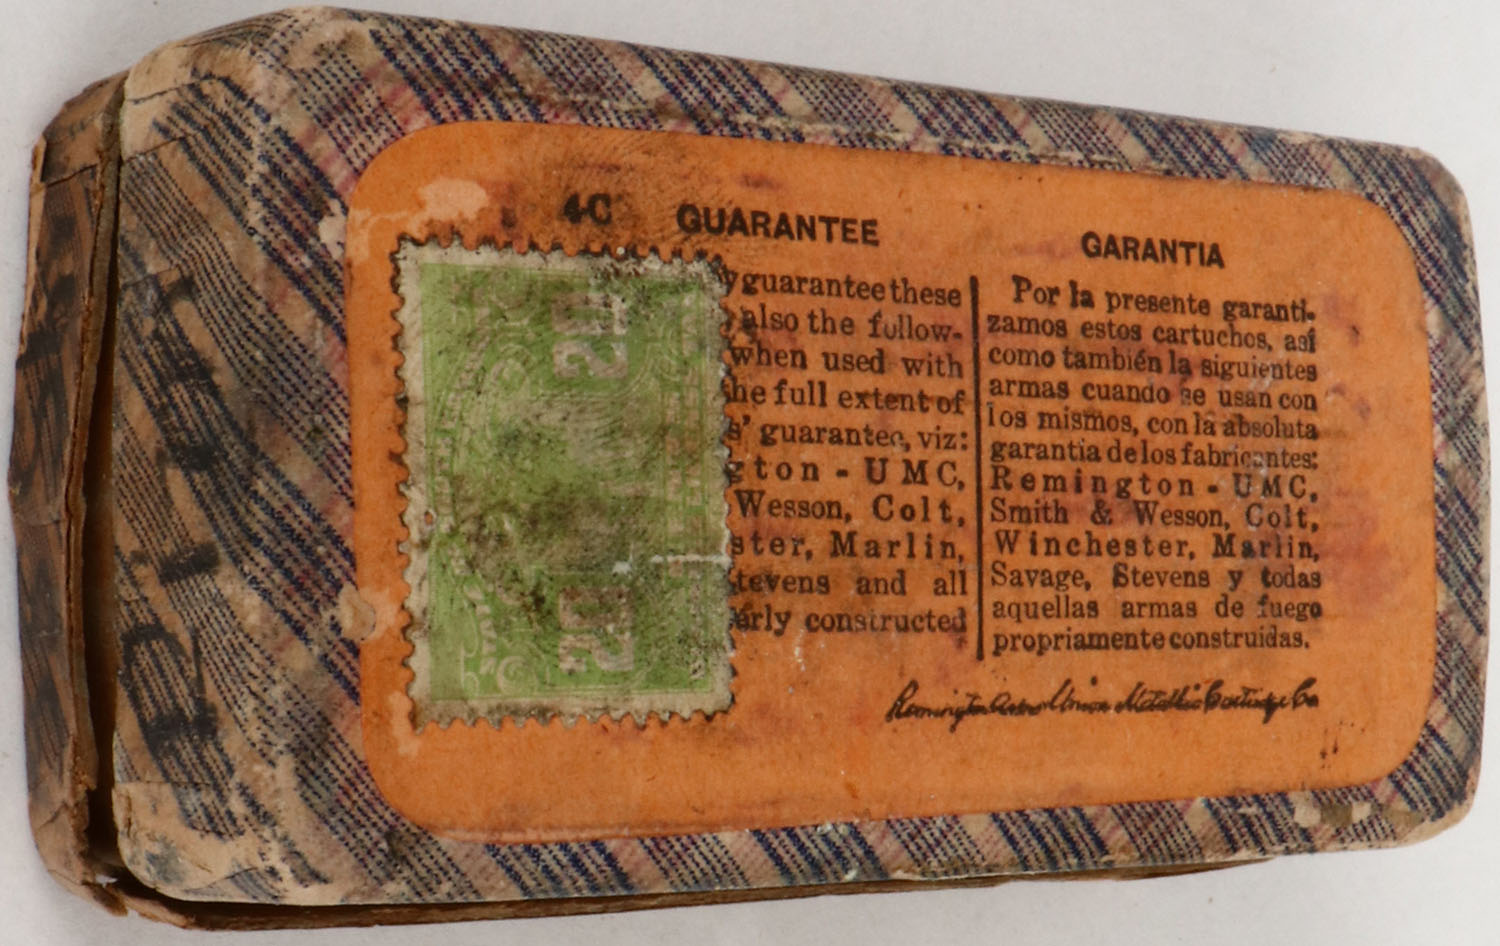 4C GUARANTEE
y guarantee these
also the follow-
when used with
the full extent of
s' guarantee, viz:
gton - UMC,
Wesson, Colt,
ster, Marlin,
tevens and all
erly constructed
GARANTIA
Por la presente garanti-
zamos estos cartuchos, así
como también la siguientes
armas cuando se usan con
los mismos, con la absoluta
garantia de los fabricantes:
Remington - UMC,
Smith & Wesson, Colt,
Winchester, Marlin,
Savage, Stevens y todas
aquellas armas de fuego
propriamente construidas.
Remington Arms Union Metallic Cartridge Co